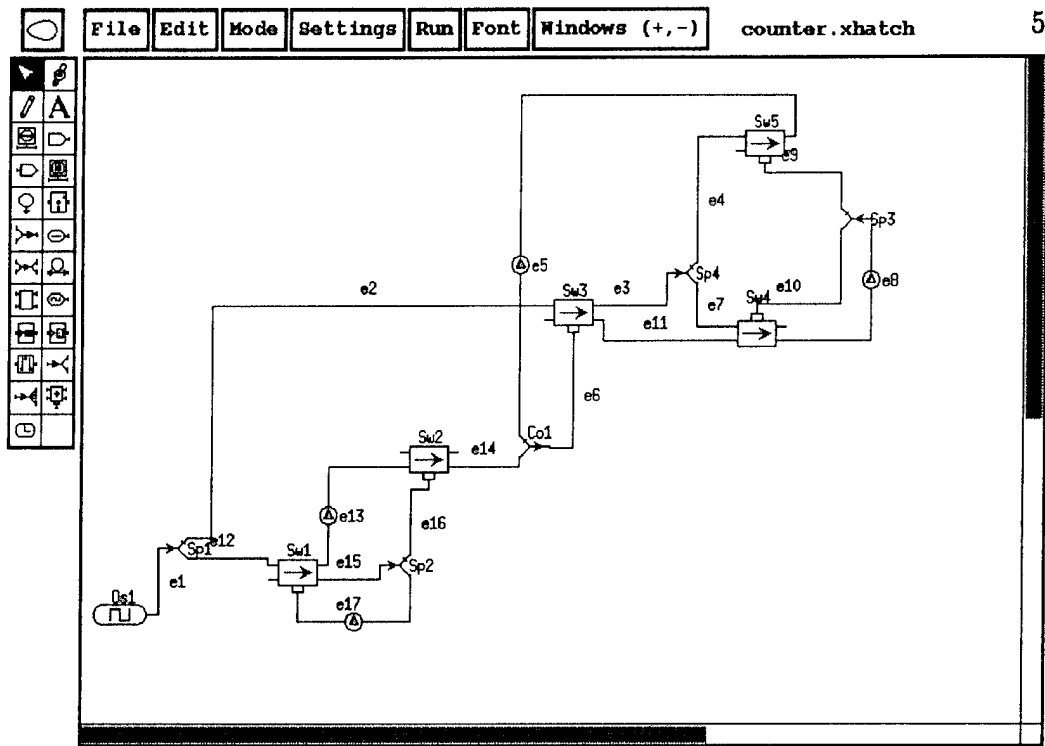 File Edit Mode Settings Run Font Windows (+,-) counter.xhatch 5
A
Sw5
e9
e4
Sp3
e5
Sp4
e2
Sw3
e3
e7
Sw4
e10
e8
e11
e6
Sw2
Co1
e14
e13
e16
Sp1
e12
Sw1
e15
Sp2
e1
Qs1
e17